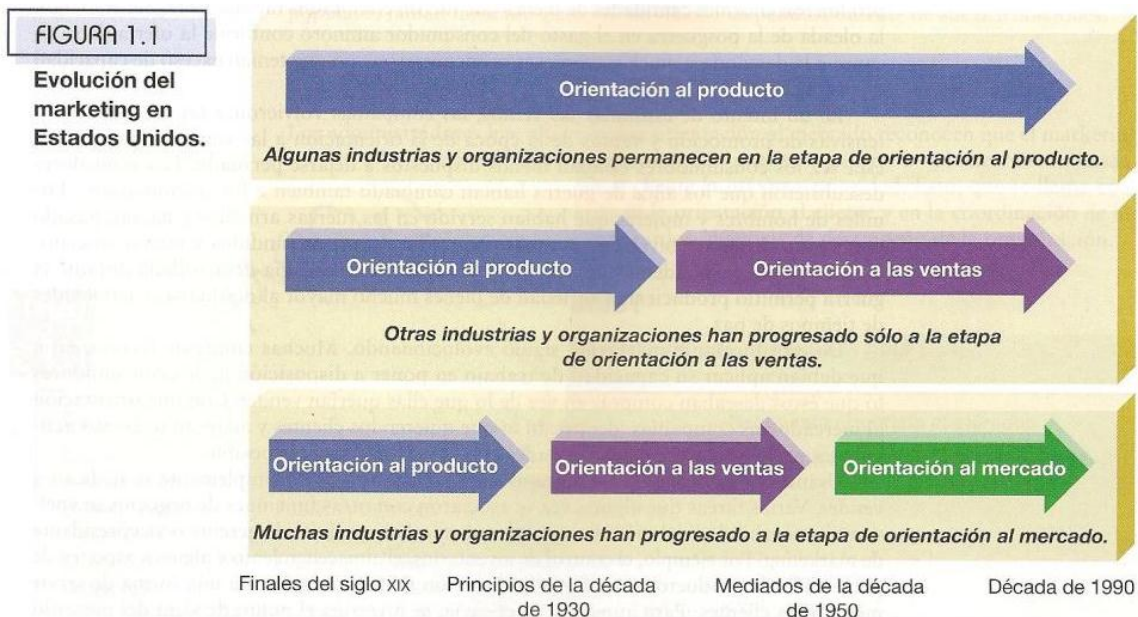 FIGURA 1.1
Evolución del
marketing en
Estados Unidos.
Orientación al producto
Algunas industrias y organizaciones permanecen en la etapa de orientación al producto.
Orientación al producto
Orientación a las ventas
Otras industrias y organizaciones han progresado sólo a la etapa
de orientación a las ventas.
Orientación al producto
Orientación a las ventas
Orientación al mercado
Muchas industrias y organizaciones han progresado a la etapa de orientación al mercado.
Finales del siglo XIX
Principios de la década
de 1930
Mediados de la década
de 1950
Década de 1990